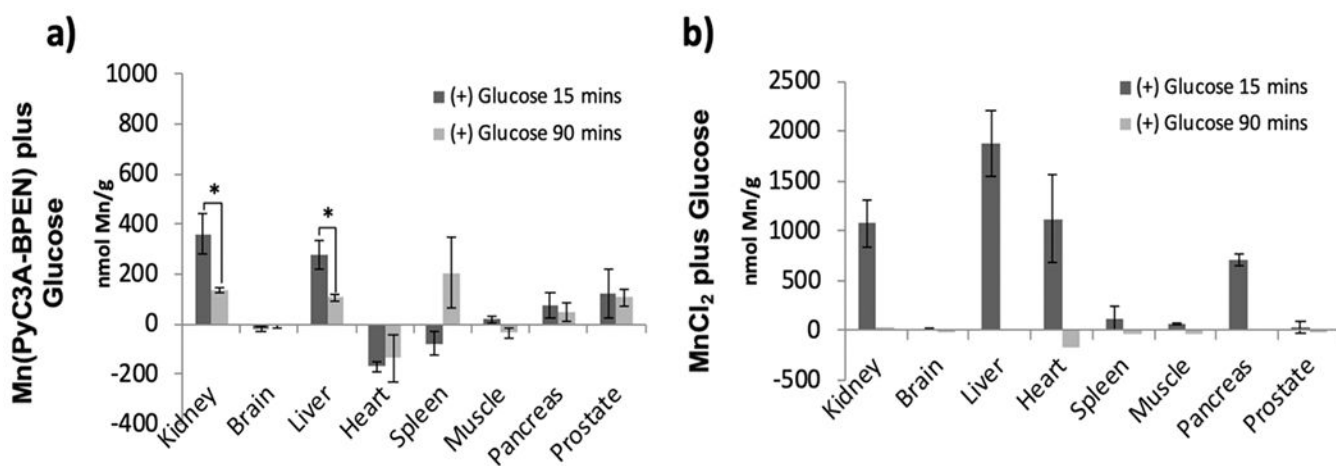 a)
Mn(PyC3A-BPEN) plus
Glucose
nmol Mn/g
1000
800
600
400
200
0
-200
-400
(+) Glucose 15 mins
(+) Glucose 90 mins
*
*
Kidney
Brain
Liver
Heart
Spleen
Muscle
Pancreas
Prostate
b)
MnCl₂ plus Glucose
nmol Mn/g
2500
2000
1500
1000
500
0
-500
(+) Glucose 15 mins
(+) Glucose 90 mins
Kidney
Brain
Liver
Heart
Spleen
Muscle
Pancreas
Prostate